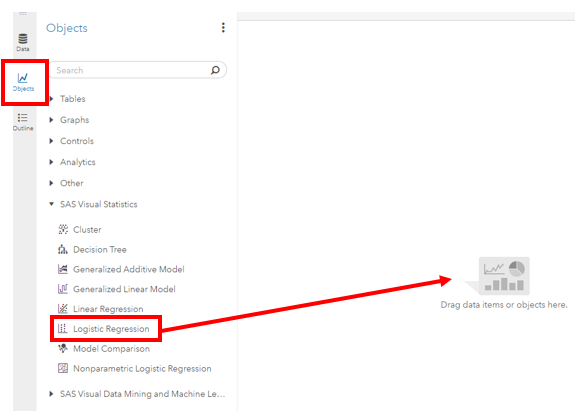 Objects
Data
Search
Objects
Tables
Graphs
Outline
Controls
Analytics
Other
SAS Visual Statistics
Cluster
Decision Tree
Generalized Additive Model
Generalized Linear Model
Linear Regression
Logistic Regression
Model Comparison
Nonparametric Logistic Regression
SAS Visual Data Mining and Machine Le...
Drag data items or objects here.